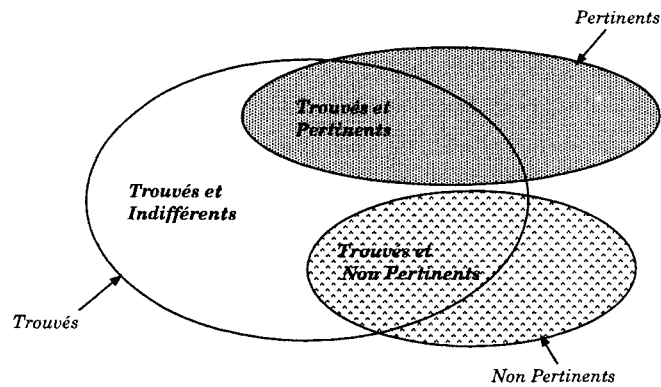 Pertinents
Trouvés et
Pertinents
Trouvés et
Indifférents
Trouvés et
Non Pertinents
Trouvés
Non Pertinents